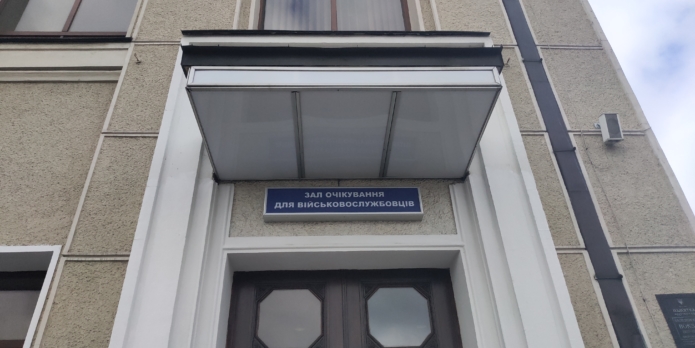 ЗАЛ ОЧІКУВАННЯ
ДЛЯ ВІЙСЬКОВОСЛУЖБОВЦІВ